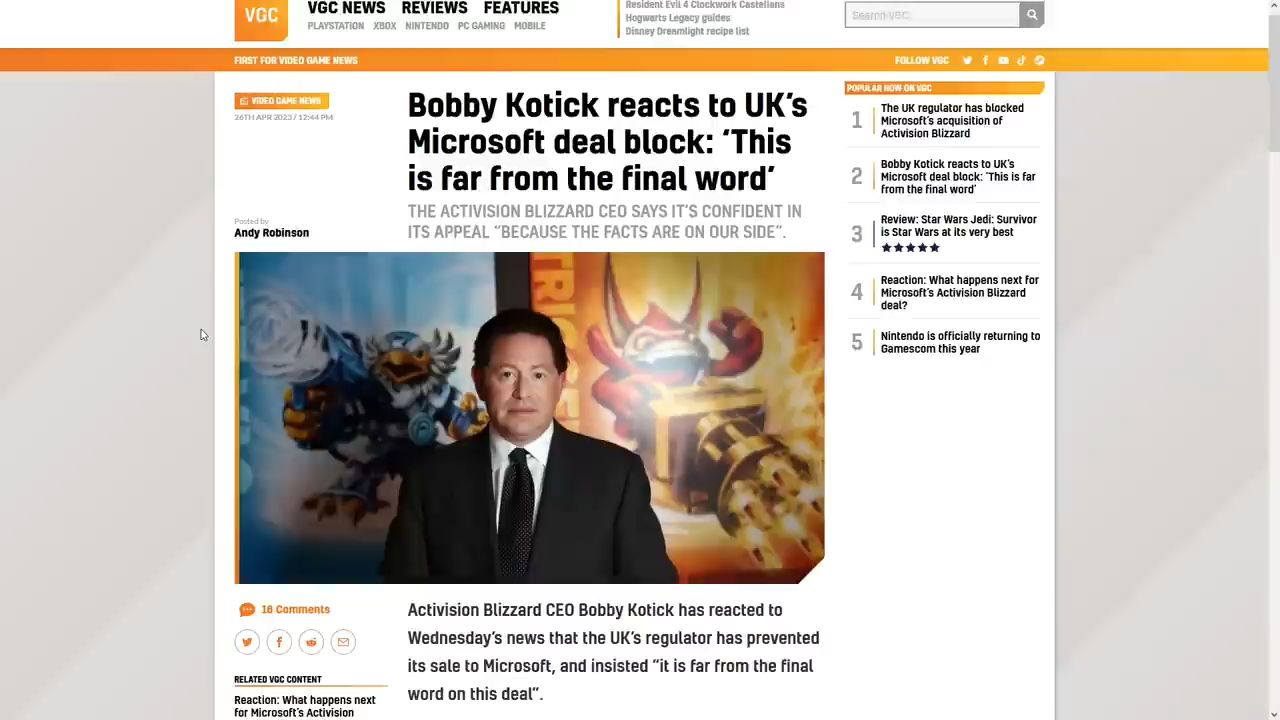 VGC
VGC NEWS REVIEWS FEATURES
PLAYSTATION XBOX NINTENDO PC GAMING MOBILE
Resident Evil 4 Clockwork Castellans
Hogwarts Legacy guides
Disney Dreamlight recipe list
Search VGC
FIRST FOR VIDEO GAME NEWS
FOLLOW VGC
VIDEO GAME NEWS
26TH APR 2023 / 12:44 PM
Posted by
Andy Robinson
Bobby Kotick reacts to UK’s
Microsoft deal block: ‘This
is far from the final word’
THE ACTIVISION BLIZZARD CEO SAYS IT’S CONFIDENT IN
ITS APPEAL “BECAUSE THE FACTS ARE ON OUR SIDE”.
16 Comments
RELATED VGC CONTENT
Reaction: What happens next
for Microsoft’s Activision
Activision Blizzard CEO Bobby Kotick has reacted to
Wednesday’s news that the UK’s regulator has prevented
its sale to Microsoft, and insisted “it is far from the final
word on this deal”.
POPULAR NOW ON VGC
1
The UK regulator has blocked
Microsoft’s acquisition of
Activision Blizzard
2
Bobby Kotick reacts to UK’s
Microsoft deal block: ‘This is far
from the final word’
3
Review: Star Wars Jedi: Survivor
is Star Wars at its very best
4
Reaction: What happens next for
Microsoft’s Activision Blizzard
deal?
5
Nintendo is officially returning to
Gamescom this year